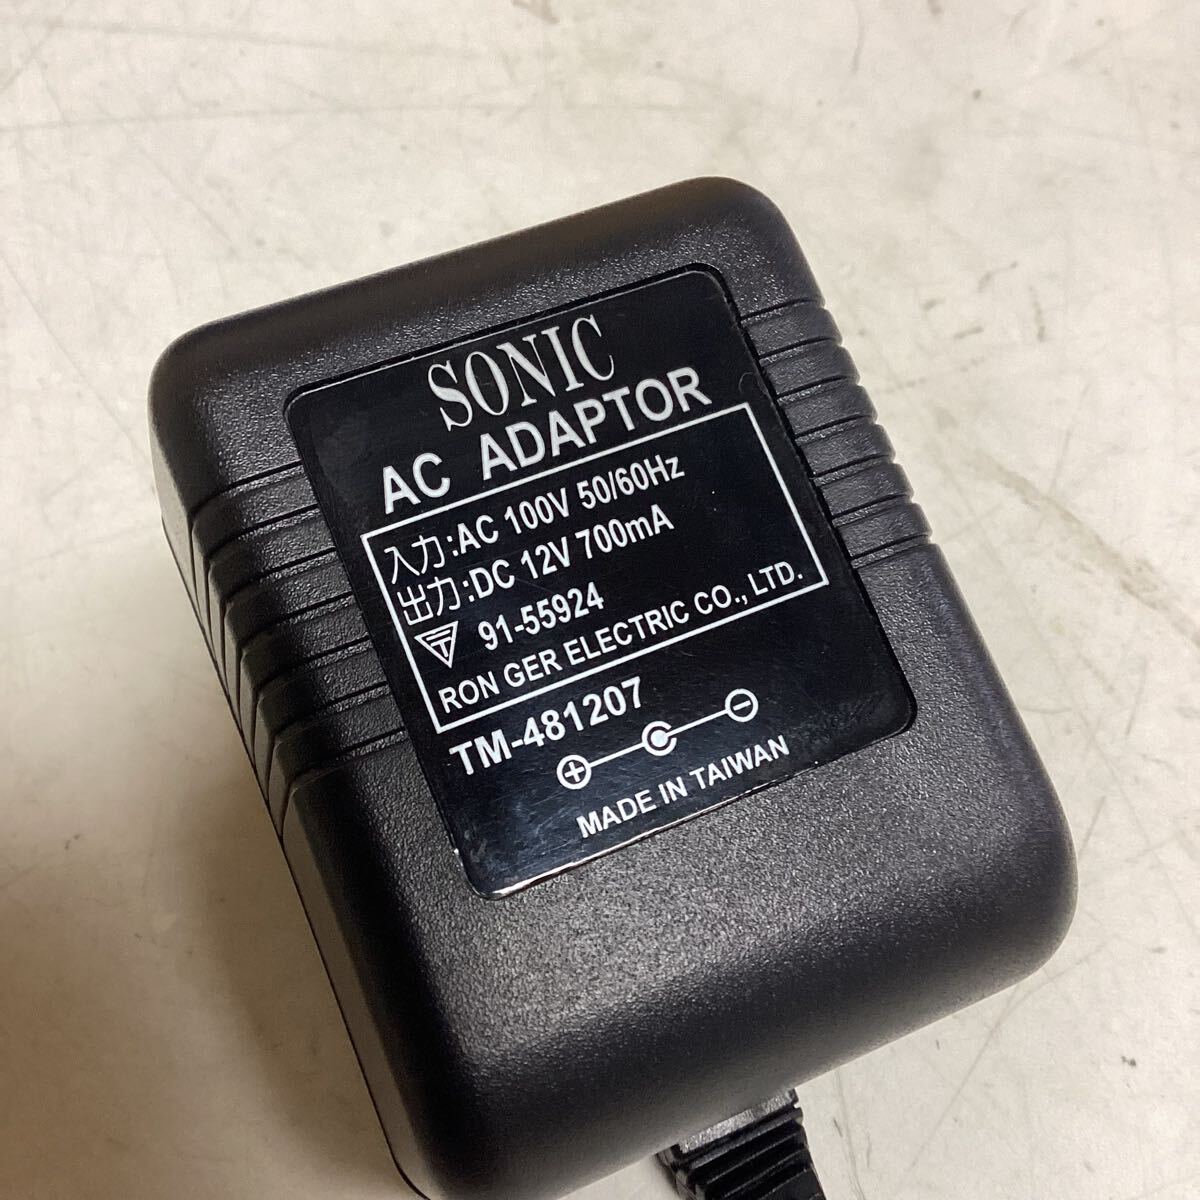 SONIC
AC ADAPTOR
入力:AC 100V 50/60Hz
出力:DC 12V 700mA
T 91-55924
RON GER ELECTRIC CO., LTD.
TM-481207
+ -
MADE IN TAIWAN